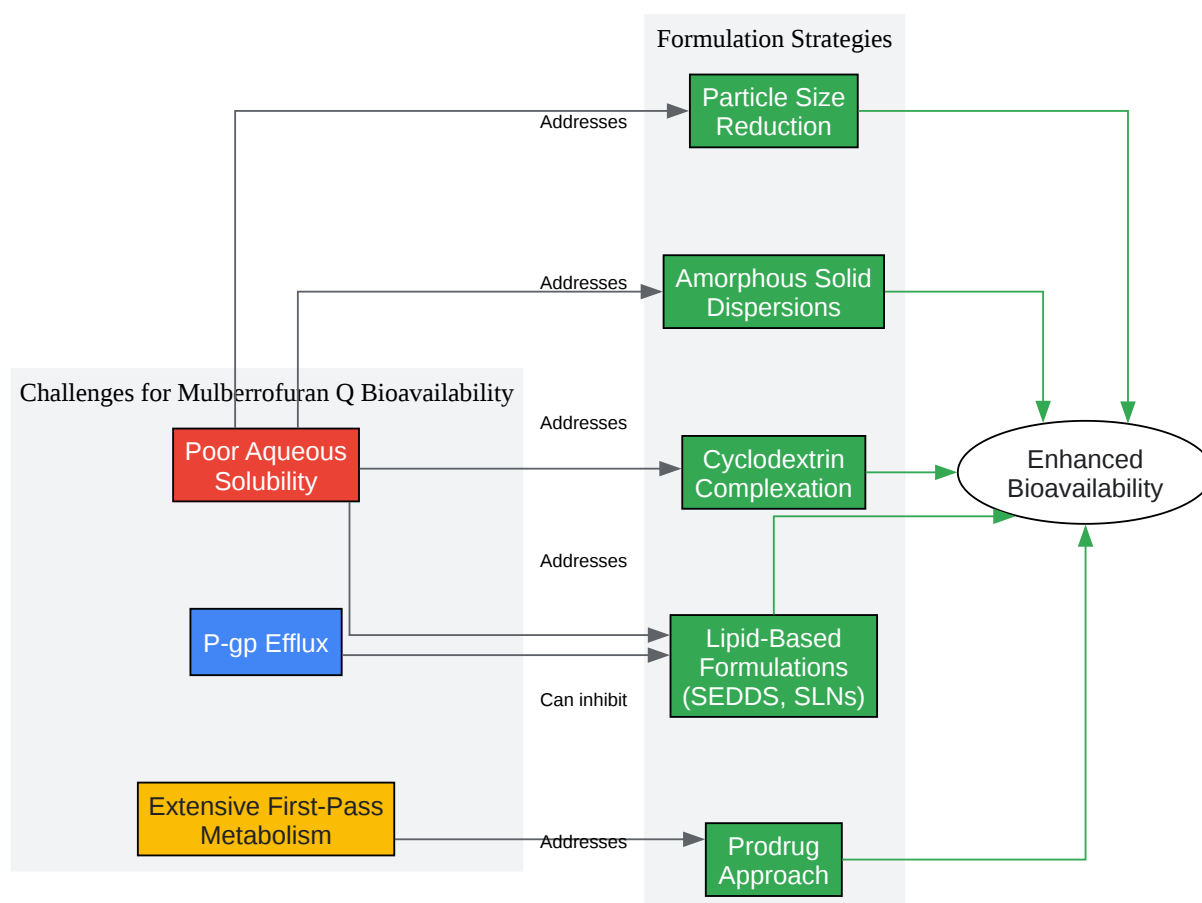 Formulation Strategies
Particle Size
Reduction
Addresses
Amorphous Solid
Dispersions
Addresses
Challenges for Mulberrofuran Q Bioavailability
Addresses
Poor Aqueous
Solubility
Cyclodextrin
Complexation
Enhanced
Bioavailability
Addresses
P-gp Efflux
Lipid-Based
Formulations
(SEDDS, SLNs)
Can inhibit
Extensive First-Pass
Metabolism
Addresses
Prodrug
Approach